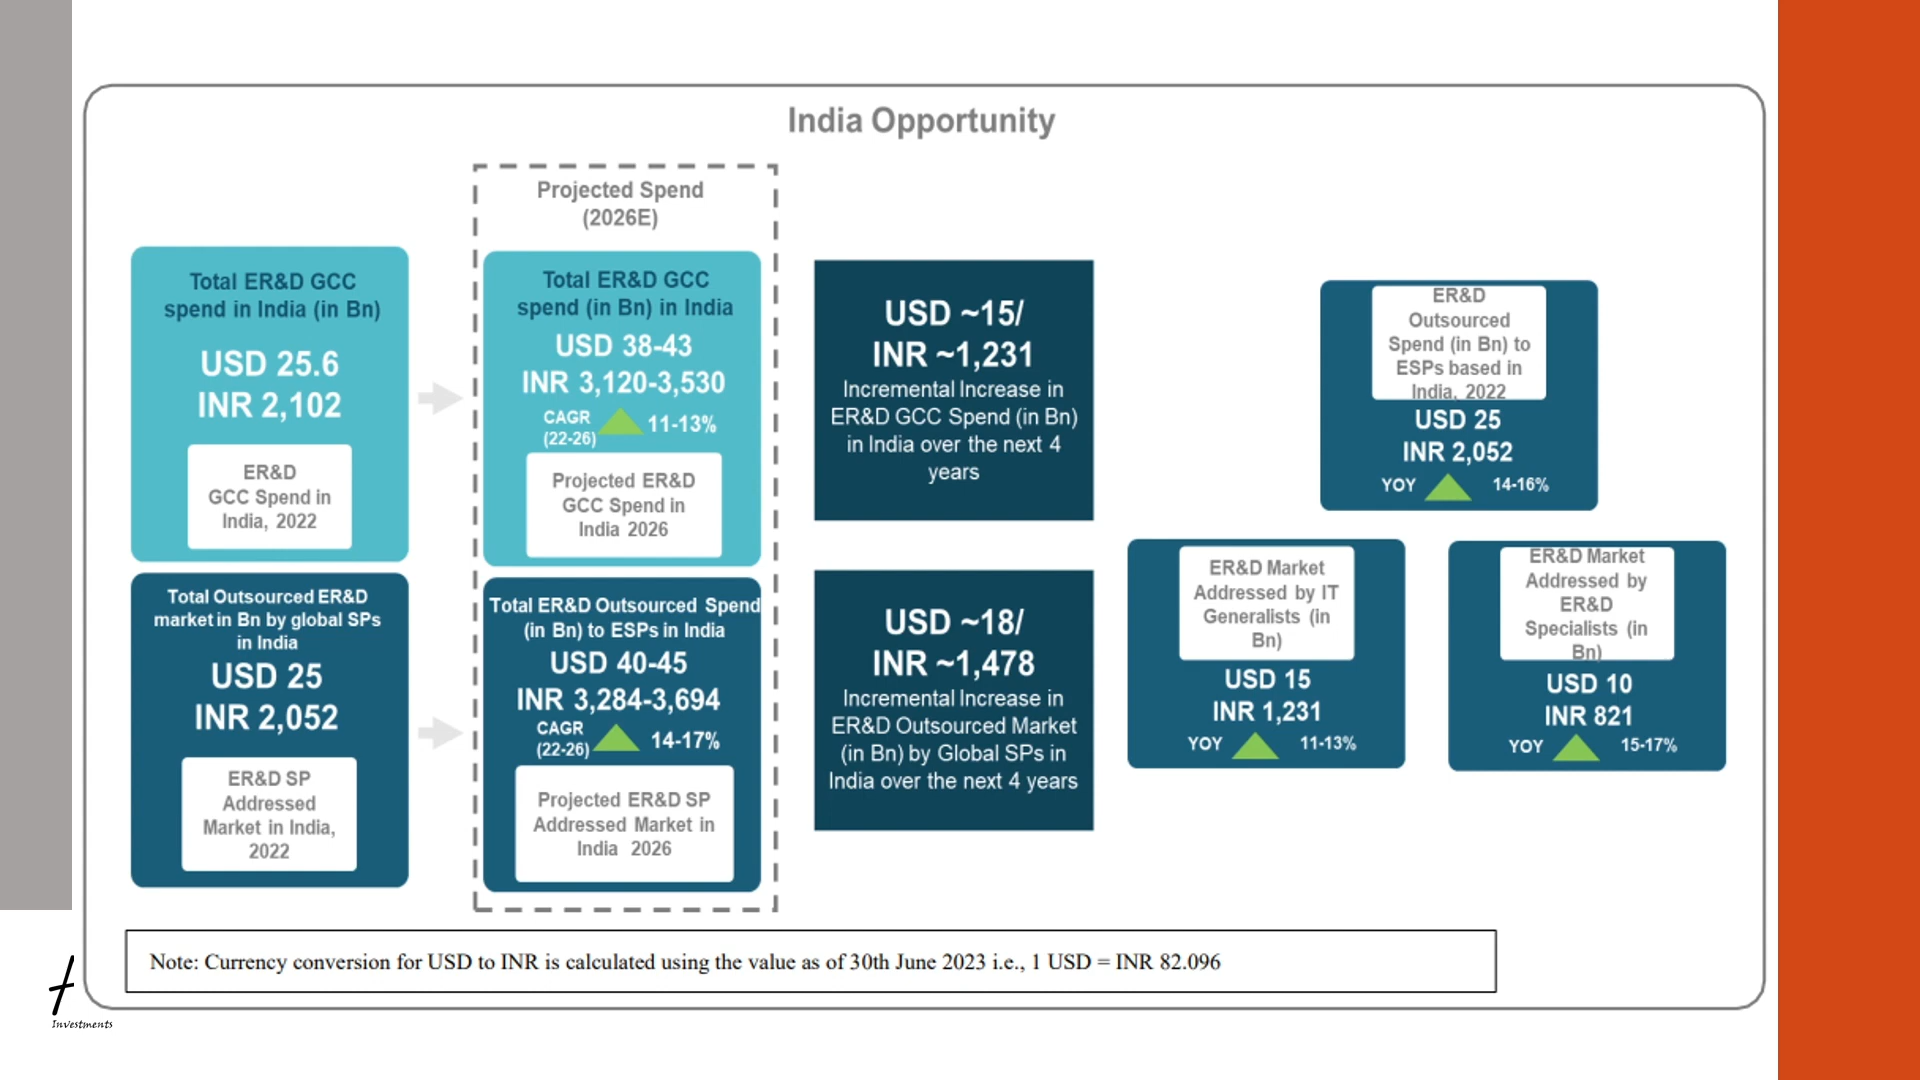 India Opportunity
Projected Spend
(2026E)
Total ER&D GCC
spend in India (in Bn)
USD 25.6
INR 2,102
ER&D
GCC Spend in
India, 2022
Total ER&D GCC
spend (in Bn) in India
USD 38-43
INR 3,120-3,530
CAGR
(22-26)
11-13%
Projected ER&D
GCC Spend in
India 2026
USD ~15/
INR ~1,231
Incremental Increase in
ER&D GCC Spend (in Bn)
in India over the next 4
years
ER&D
Outsourced
Spend (in Bn) to
ESPs based in
India, 2022
USD 25
INR 2,052
YOY
14-16%
Total Outsourced ER&D
market in Bn by global SPs
in India
USD 25
INR 2,052
ER&D SP
Addressed
Market in India,
2022
Total ER&D Outsourced Spend
(in Bn) to ESPs in India
USD 40-45
INR 3,284-3,694
CAGR
(22-26)
14-17%
Projected ER&D SP
Addressed Market in
India 2026
USD ~18/
INR ~1,478
Incremental Increase in
ER&D Outsourced Market
(in Bn) by Global SPs in
India over the next 4 years
ER&D Market
Addressed by IT
Generalists (in
Bn)
USD 15
INR 1,231
YOY
11-13%
ER&D Market
Addressed by
ER&D
Specialists (in
Bn)
USD 10
INR 821
YOY
15-17%
Note: Currency conversion for USD to INR is calculated using the value as of 30th June 2023 i.e., 1 USD = INR 82.096
Investments